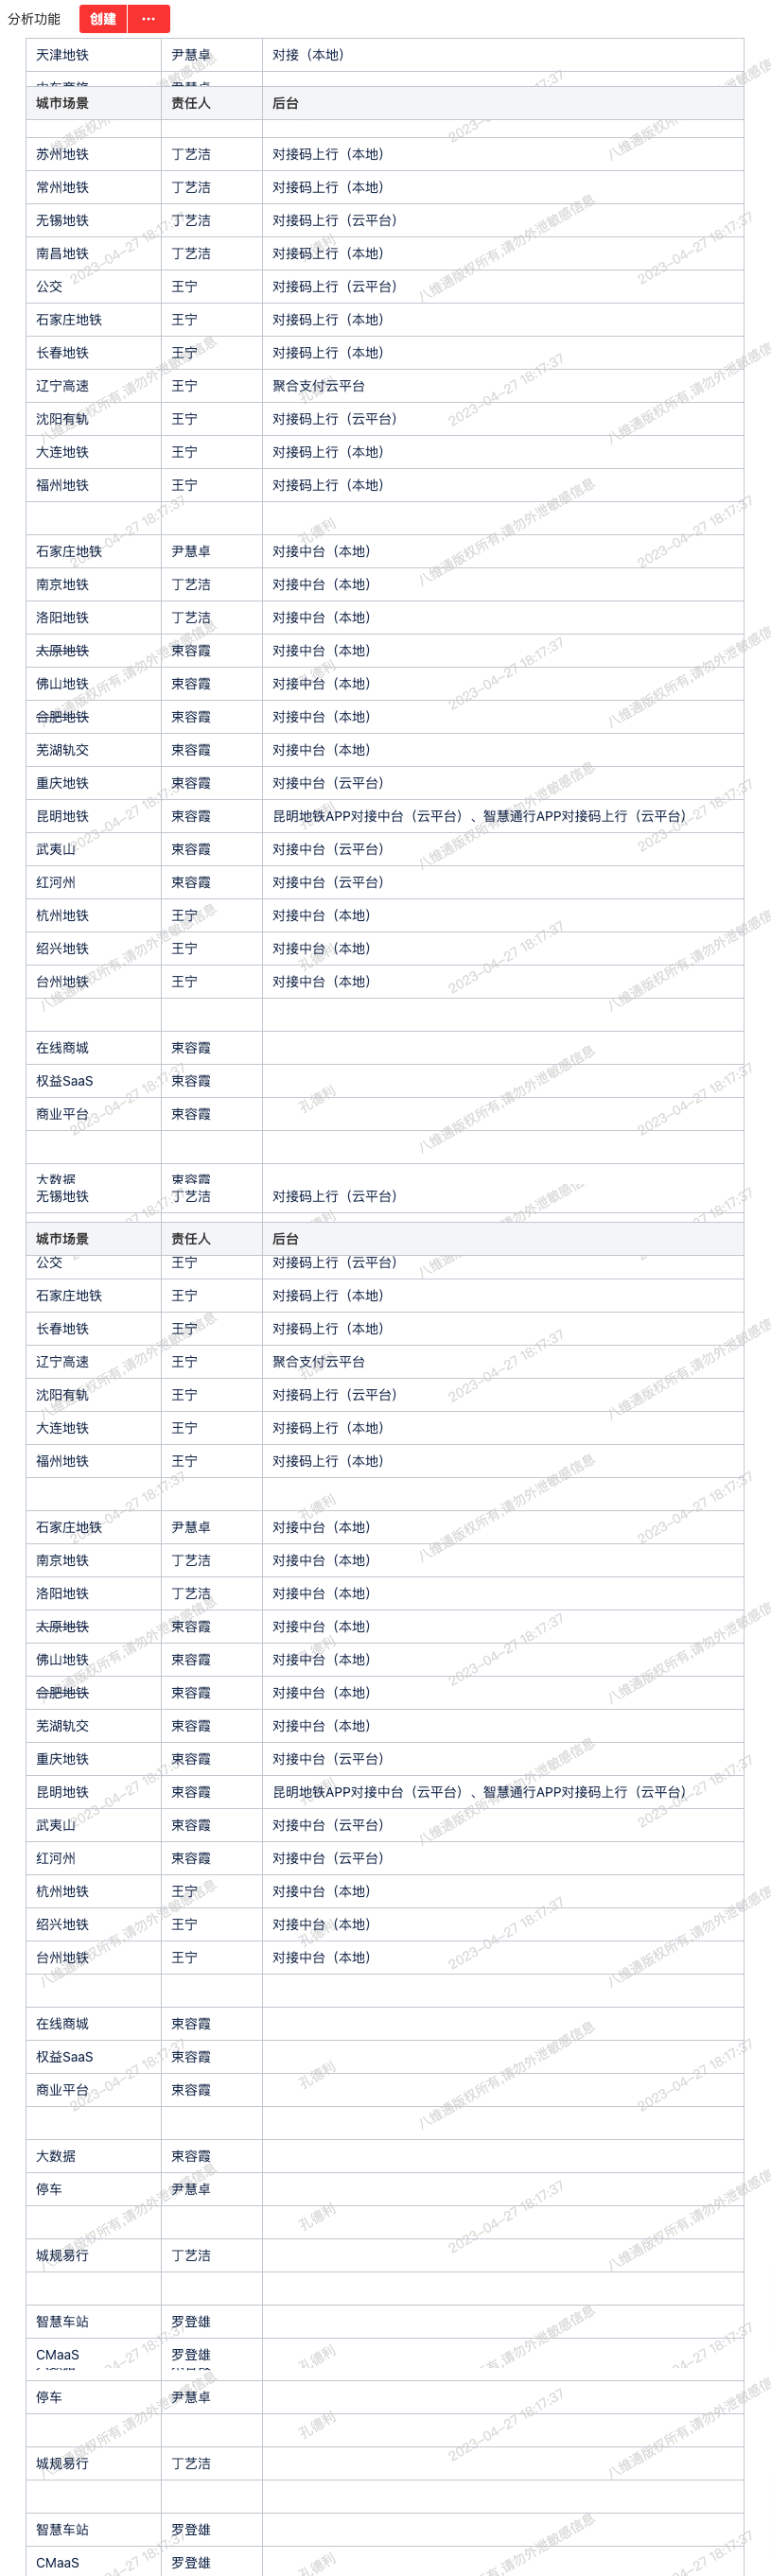 分析功能 创建 ···
天津地铁 尹慧卓 对接（本地）
城市场景 责任人 后台
苏州地铁 丁艺洁 对接码上行（本地）
常州地铁 丁艺洁 对接码上行（本地）
无锡地铁 丁艺洁 对接码上行（云平台）
南昌地铁 丁艺洁 对接码上行（本地）
公交 王宁 对接码上行（云平台）
石家庄地铁 王宁 对接码上行（本地）
长春地铁 王宁 对接码上行（本地）
辽宁高速 王宁 聚合支付云平台
沈阳有轨 王宁 对接码上行（云平台）
大连地铁 王宁 对接码上行（本地）
福州地铁 王宁 对接码上行（本地）
石家庄地铁 尹慧卓 对接中台（本地）
南京地铁 丁艺洁 对接中台（本地）
洛阳地铁 丁艺洁 对接中台（本地）
太原地铁 束容霞 对接中台（本地）
佛山地铁 束容霞 对接中台（本地）
合肥地铁 束容霞 对接中台（本地）
芜湖轨交 束容霞 对接中台（本地）
重庆地铁 束容霞 对接中台（云平台）
昆明地铁 束容霞 昆明地铁APP对接中台（云平台）、智慧通行APP对接码上行（云平台）
武夷山 束容霞 对接中台（云平台）
红河州 束容霞 对接中台（云平台）
杭州地铁 王宁 对接中台（本地）
绍兴地铁 王宁 对接中台（本地）
台州地铁 王宁 对接中台（本地）
在线商城 束容霞
权益SaaS 束容霞
商业平台 束容霞
大数据 束容霞
无锡地铁 丁艺洁 对接码上行（云平台）
城市场景 责任人 后台
公交 王宁 对接码上行（云平台）
石家庄地铁 王宁 对接码上行（本地）
长春地铁 王宁 对接码上行（本地）
辽宁高速 王宁 聚合支付云平台
沈阳有轨 王宁 对接码上行（云平台）
大连地铁 王宁 对接码上行（本地）
福州地铁 王宁 对接码上行（本地）
石家庄地铁 尹慧卓 对接中台（本地）
南京地铁 丁艺洁 对接中台（本地）
洛阳地铁 丁艺洁 对接中台（本地）
太原地铁 束容霞 对接中台（本地）
佛山地铁 束容霞 对接中台（本地）
合肥地铁 束容霞 对接中台（本地）
芜湖轨交 束容霞 对接中台（本地）
重庆地铁 束容霞 对接中台（云平台）
昆明地铁 束容霞 昆明地铁APP对接中台（云平台）、智慧通行APP对接码上行（云平台）
武夷山 束容霞 对接中台（云平台）
红河州 束容霞 对接中台（云平台）
杭州地铁 王宁 对接中台（本地）
绍兴地铁 王宁 对接中台（本地）
台州地铁 王宁 对接中台（本地）
在线商城 束容霞
权益SaaS 束容霞
商业平台 束容霞
大数据 束容霞
停车 尹慧卓
城规易行 丁艺洁
智慧车站 罗登雄
CMaaS 罗登雄
停车 尹慧卓
城规易行 丁艺洁
智慧车站 罗登雄
CMaaS 罗登雄
八维通版权所有,请勿外泄敏感信息
孔德利
2023-04-27 18:17:37